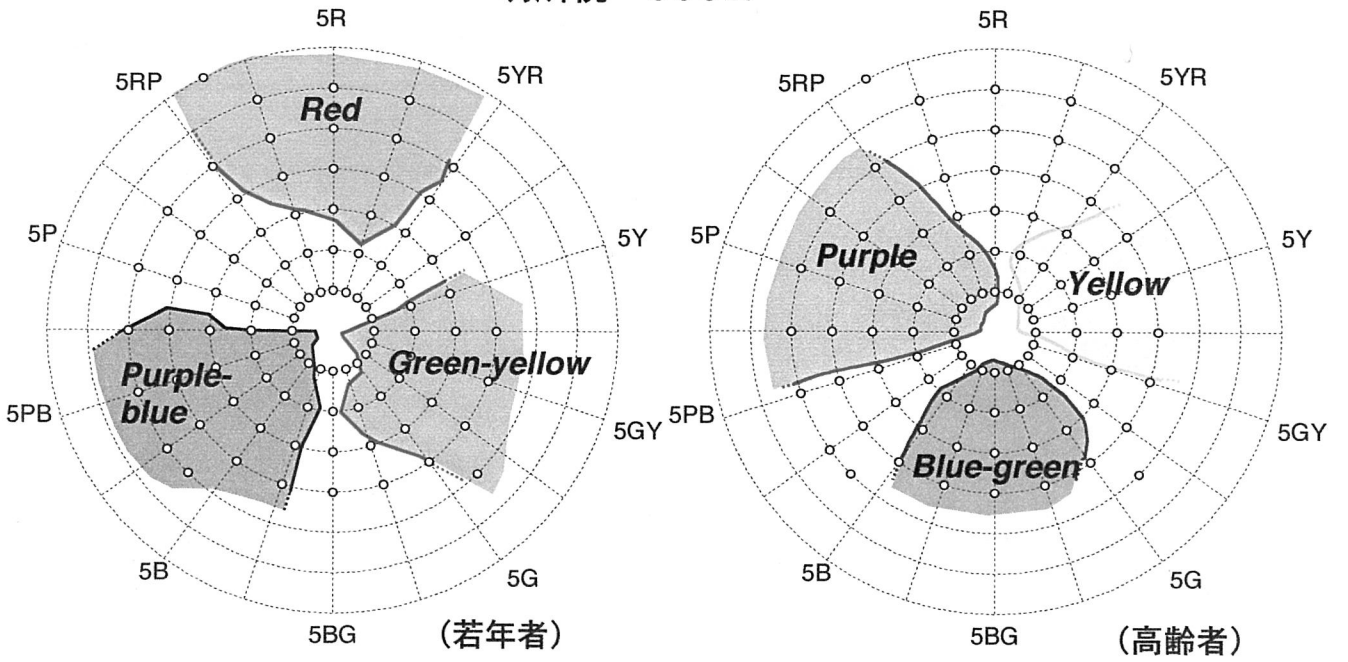 5R
5RP
5YR
Red
5P
5Y
Purple-
blue
Green-yellow
5PB
5GY
5B
5G
5BG
(若年者)
5R
5RP
5YR
5P
5Y
Purple
Yellow
5PB
5GY
Blue-green
5B
5G
5BG
(高齢者)